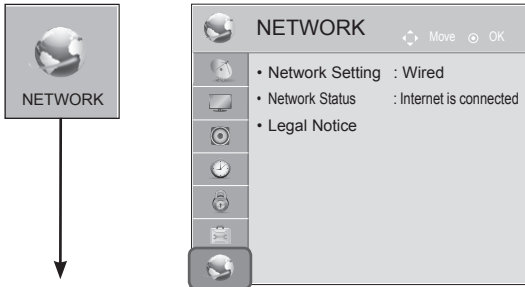 NETWORK
NETWORK Move OK
• Network Setting : Wired
• Network Status : Internet is connected
• Legal Notice